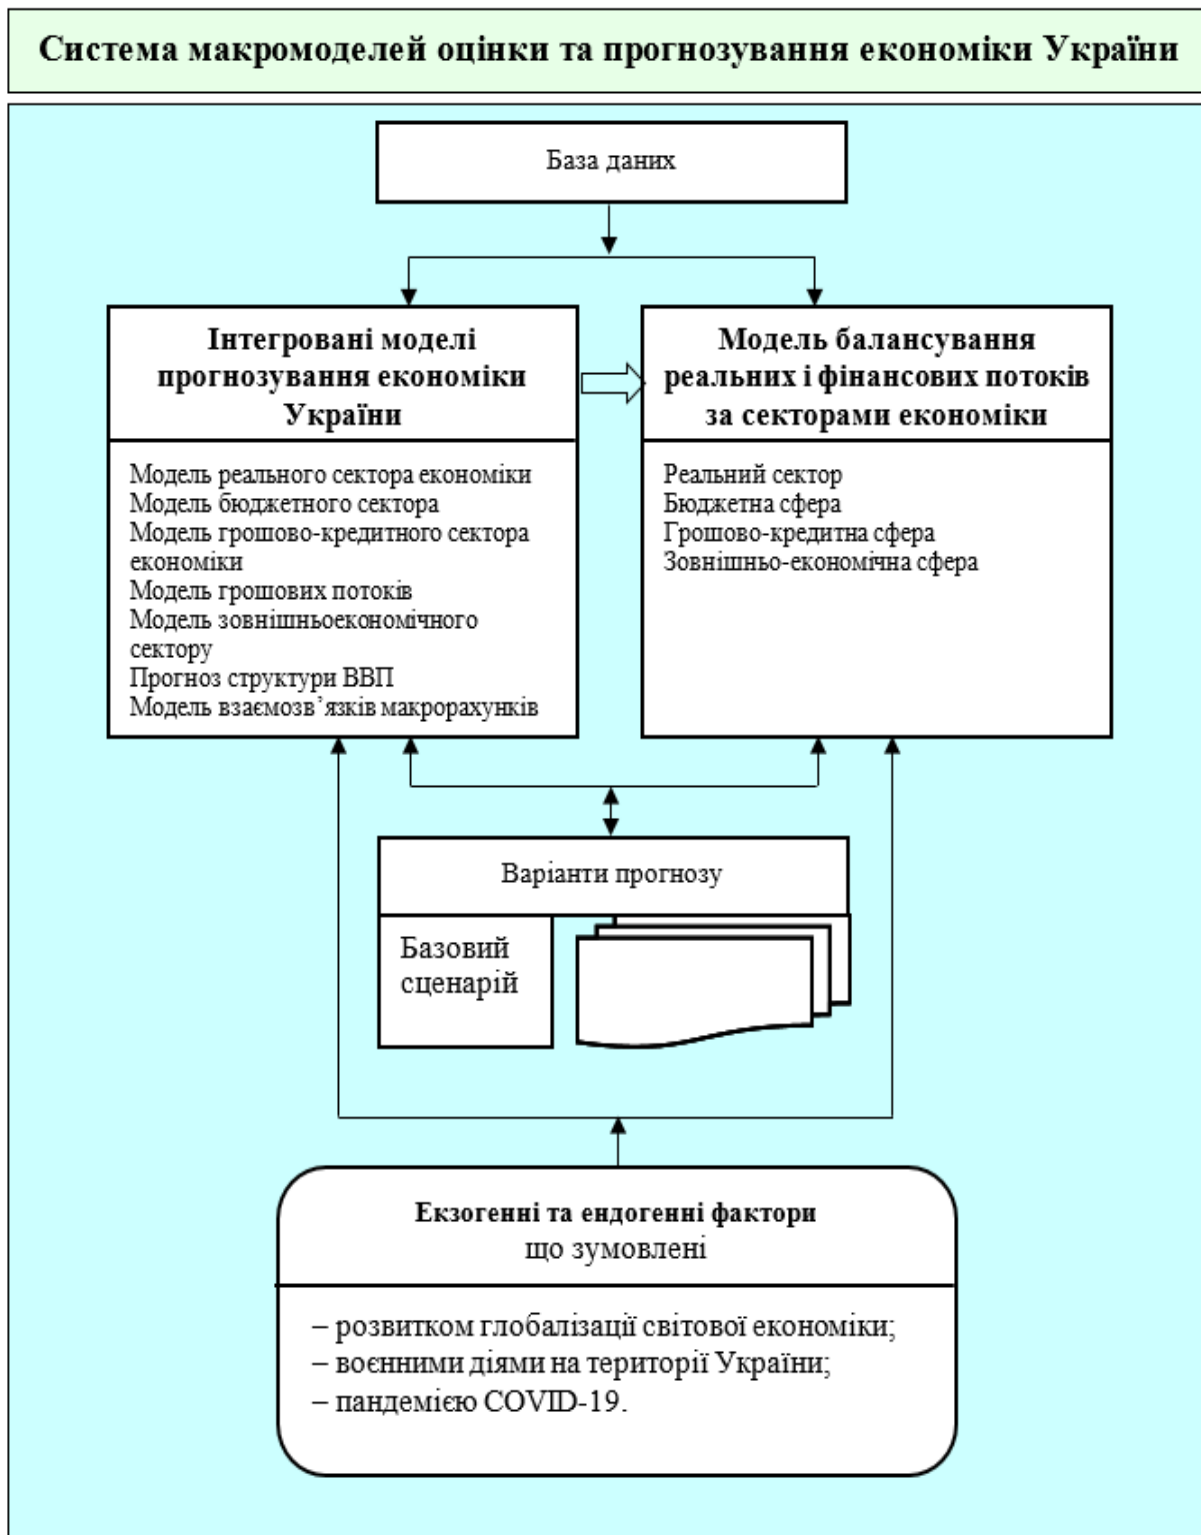 Система макромоделей оцінки та прогнозування економіки України
База даних
Інтегровані моделі
прогнозування економіки
України
Модель реального сектора економіки
Модель бюджетного сектора
Модель грошово-кредитного сектора
економіки
Модель грошових потоків
Модель зовнішньоекономічного
сектору
Прогноз структури ВВП
Модель взаємозв’язків макрорахунків
Модель балансування
реальних і фінансових потоків
за секторами економіки
Реальний сектор
Бюджетна сфера
Грошово-кредитна сфера
Зовнішньо-економічна сфера
Варіанти прогнозу
Базовий
сценарій
Екзогенні та ендогенні фактори
що зумовлені
– розвитком глобалізації світової економіки;
– воєнними діями на території України;
– пандемією COVID-19.